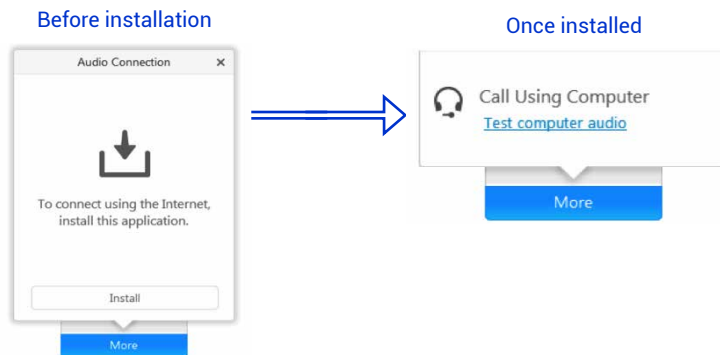 Before installation
Audio Connection ×
To connect using the Internet,
install this application.
Install
More
Once installed
Call Using Computer
Test computer audio
More